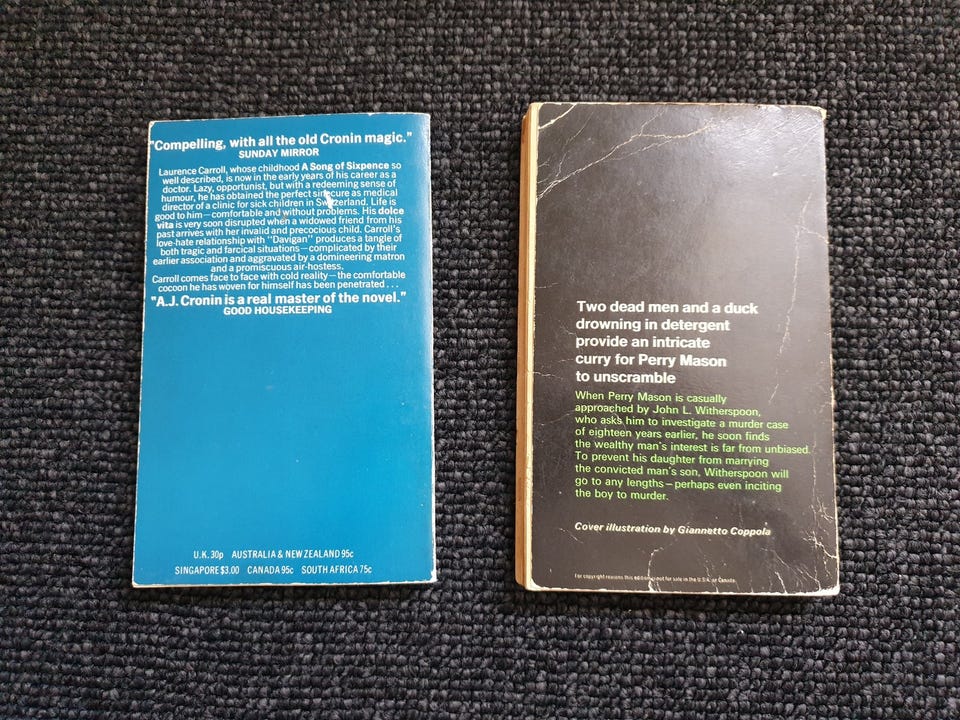 "Compelling, with all the old Cronin magic."
SUNDAY MIRROR
Laurence Carroll, whose childhood A Song of Sixpence so
well described, is now in the early years of his career as a
doctor. Lazy, opportunist, but with a redeeming sense of
humour, he has obtained the perfect sinecure as medical
director of a clinic for sick children in Switzerland. Life is
good to him—comfortable and without problems. His dolce
vita is very soon disrupted when a widowed friend from his
past arrives with her invalid and precocious child. Carroll's
love-hate relationship with "Davigan" produces a tangle of
both tragic and farcical situations—complicated by their
earlier association and aggravated by a domineering matron
and a promiscuous air-hostess.
Carroll comes face to face with cold reality—the comfortable
cocoon he has woven for himself has been penetrated . . .
"A.J. Cronin is a real master of the novel."
GOOD HOUSEKEEPING
U.K. 30p AUSTRALIA & NEW ZEALAND 95c
SINGAPORE $3.00 CANADA 95c SOUTH AFRICA 75c
Two dead men and a duck
drowning in detergent
provide an intricate
curry for Perry Mason
to unscramble
When Perry Mason is casually
approached by John L. Witherspoon,
who asks him to investigate a murder case
of eighteen years earlier, he soon finds
the wealthy man's interest is far from unbiased.
To prevent his daughter from marrying
the convicted man's son, Witherspoon will
go to any lengths—perhaps even inciting
the boy to murder.
Cover illustration by Giannetto Coppola
For copyright reasons this edition is not for sale in the U.S.A. or Canada.